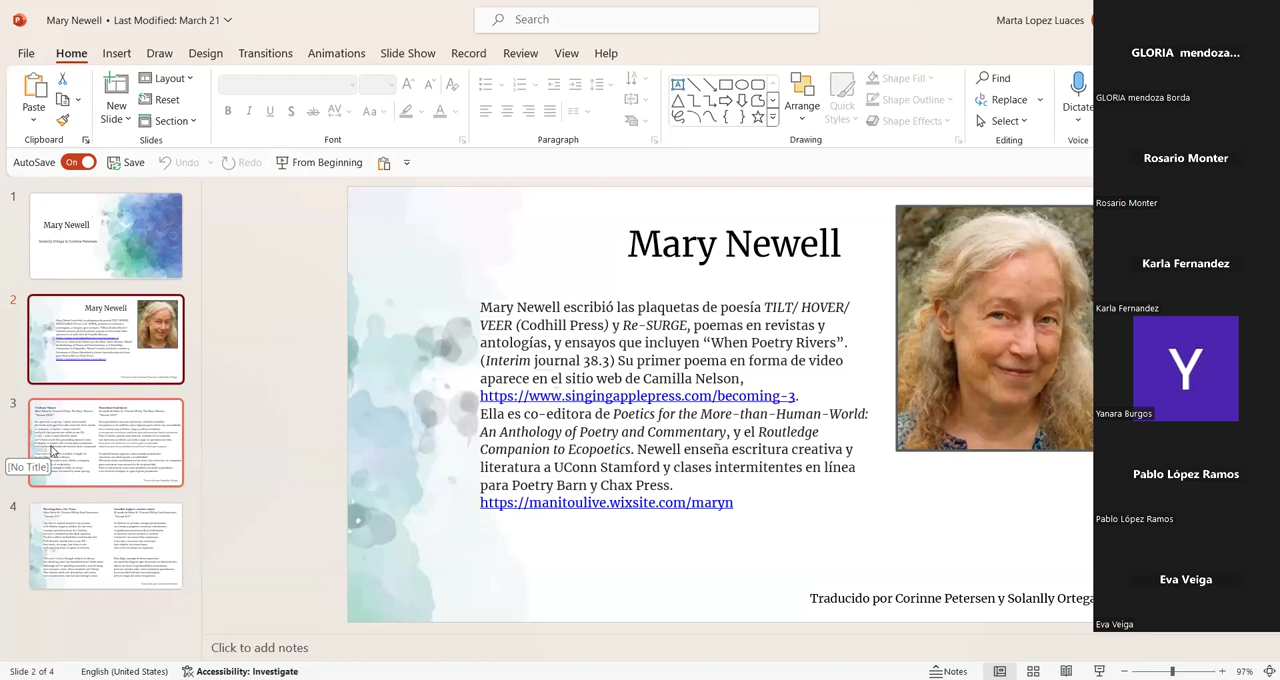 Mary Newell • Last Modified: March 21
Search
Marta Lopez Luaces
File Home Insert Draw Design Transitions Animations Slide Show Record Review View Help
Paste
New Slide
Layout
Reset
Section
Clipboard
Slides
B I U S ab AV Aa
Font
Paragraph
Arrange
Quick Styles
Shape Fill
Shape Outline
Shape Effects
Drawing
Find
Replace
Select
Editing
Dictate
Voice
AutoSave On Save Undo Redo From Beginning
1
Mary Newell
2
Mary Newell
3
[No Title]
4
Mary Newell
Mary Newell escribió las plaquetas de poesía TILT/ HOVER/
VEER (Codhill Press) y Re-SURGE, poemas en revistas y
antologías, y ensayos que incluyen “When Poetry Rivers”.
(Interim journal 38.3) Su primer poema en forma de vídeo
aparece en el sitio web de Camilla Nelson,
https://www.singingapplepress.com/becoming-3.
Ella es co-editora de Poetics for the More-than-Human-World:
An Anthology of Poetry and Commentary, y de Routledge
Companion to Ecopoetics. Newell enseña escritura creativa y
literatura a UConn Stamford y clases intermitentes en línea
para Poetry Barn y Chax Press.
https://manitoulive.wixsite.com/maryn
Traducido por Corinne Petersen y Solanlly Ortega
Click to add notes
Slide 2 of 4 English (United States) Accessibility: Investigate Notes 97%
GLORIA mendoza...
GLORIA mendoza Borda
Rosario Monter
Rosario Monter
Karla Fernandez
Karla Fernandez
Y
Yanara Burgos
Pablo López Ramos
Pablo López Ramos
Eva Veiga
Eva Veiga